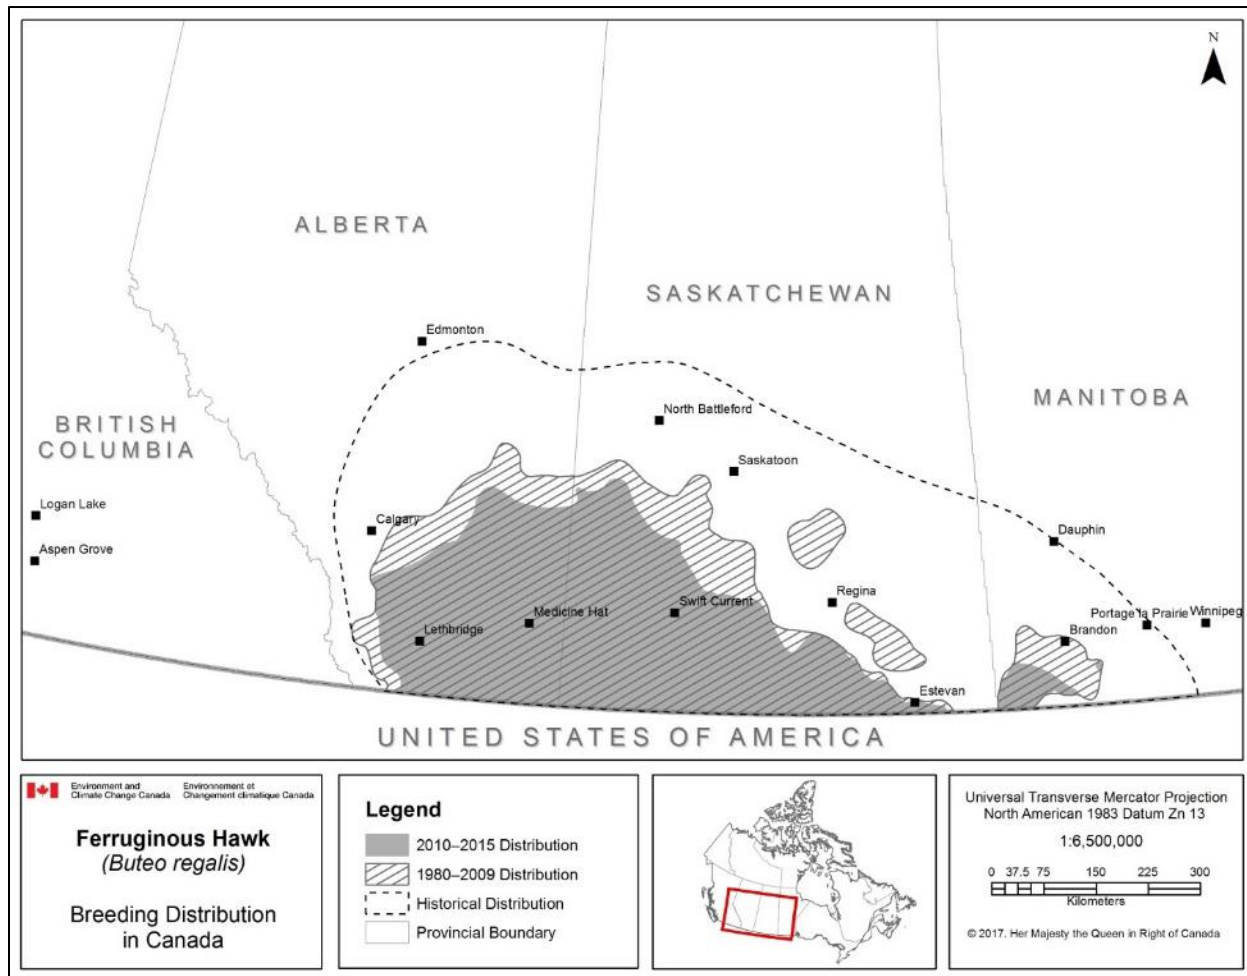 N
ALBERTA
SASKATCHEWAN
Edmonton
MANITOBA
North Battleford
BRITISH
COLUMBIA
Saskatoon
Logan Lake
Calgary
Dauphin
Aspen Grove
Regina
Swift Current
Medicine Hat
Portage la Prairie
Winnipeg
Lethbridge
Brandon
Estevan
UNITED STATES OF AMERICA
Environment and
Climate Change Canada
Environnement et
Changement climatique Canada
Ferruginous Hawk
(Buteo regalis)
Breeding Distribution
in Canada
Legend
2010–2015 Distribution
1980–2009 Distribution
Historical Distribution
Provincial Boundary
Universal Transverse Mercator Projection
North American 1983 Datum Zn 13
1:6,500,000
0 37.5 75 150 225 300
Kilometers
© 2017. Her Majesty the Queen in Right of Canada